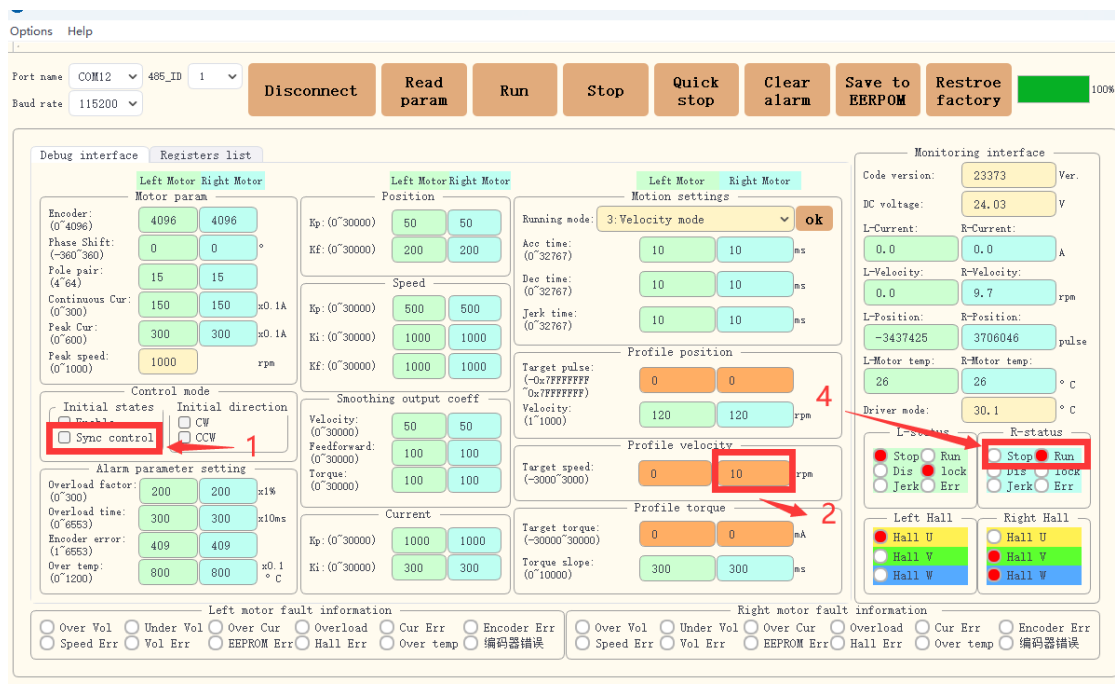 Options Help
Port name COM12 485_ID 1
Baud rate 115200
Disconnect
Read param
Run
Stop
Quick stop
Clear alarm
Save to EERPOM
Restroe factory
100%
Debug interface Registers list
Left Motor Right Motor
Motor param
Encoder: (0~4096) 4096 4096
Phase Shift: (-360~360) 0 0 °
Pole pair: (4~64) 15 15
Continuous Cur: (0~300) 150 150 x0.1A
Peak Cur: (0~600) 300 300 x0.1A
Peak speed: (0~1000) 1000 rpm
Control mode
Initial states Initial direction
Enable CW
Sync control CCW
1
Alarm parameter setting
Overload factor: (0~300) 200 200 x1%
Overload time: (0~6553) 300 300 x10ms
Encoder error: (1~6553) 409 409
Over temp: (0~1200) 800 800 x0.1 °C
Left Motor Right Motor
Position
Kp:(0~30000) 50 50
Kf:(0~30000) 200 200
Speed
Kp:(0~30000) 500 500
Ki:(0~30000) 1000 1000
Kf:(0~30000) 1000 1000
Smoothing output coeff
Velocity: (0~30000) 50 50
Feedforward: (0~30000) 100 100
Torque: (0~30000) 100 100
Current
Kp:(0~30000) 1000 1000
Ki:(0~30000) 300 300
Left Motor Right Motor
Motion settings
Running mode: 3:Velocity mode ok
Acc time: (0~32767) 10 10 ms
Dec time: (0~32767) 10 10 ms
Jerk time: (0~32767) 10 10 ms
Profile position
Target pulse: (-0x7FFFFFFF ~0x7FFFFFFF) 0 0
Velocity: (1~1000) 120 120 rpm
4
Profile velocity
Target speed: (-3000~3000) 0 10 rpm
2
Profile torque
Target torque: (-30000~30000) 0 0 mA
Torque slope: (0~10000) 300 300 ms
Monitoring interface
Code version: 23373 Ver.
DC voltage: 24.03 V
L-Current: R-Current:
0.0 0.0 A
L-Velocity: R-Velocity:
0.0 9.7 rpm
L-Position: R-Position:
-3437425 3706046 pulse
L-Motor temp: R-Motor temp:
26 26 °C
Driver mode: 30.1 °C
L-status R-status
Stop Run Stop Run
Dis lock Dis lock
Jerk Err Jerk Err
Left Hall Right Hall
Hall U Hall U
Hall V Hall V
Hall W Hall W
Left motor fault information
Over Vol Under Vol Over Cur Overload Cur Err Encoder Err
Speed Err Vol Err EEPROM Err Hall Err Over temp 编码器错误
Right motor fault information
Over Vol Under Vol Over Cur Overload Cur Err Encoder Err
Speed Err Vol Err EEPROM Err Hall Err Over temp 编码器错误